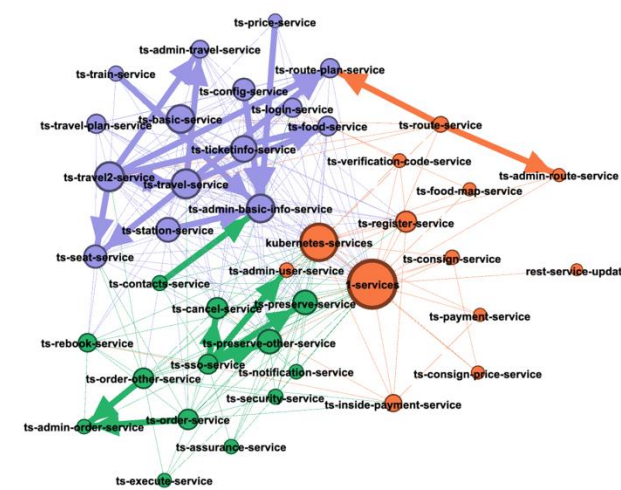 ts-price-service
ts-admin-travel-service
ts-train-service
ts-route-plan-service
ts-config-service
ts-login-service
ts-travel-plan-service
ts-basic-service
ts-food-service
ts-route-service
ts-ticketinfo-service
ts-verification-code-service
ts-travel2-service
ts-travel-service
ts-admin-route-service
ts-food-map-service
ts-admin-basic-info-service
ts-station-service
ts-register-service
kubernetes-services
ts-seat-service
ts-consign-service
ts-admin-user-service
rest-service-updat
ts-contacts-service
-services
ts-cancel-service
ts-preserve-service
ts-payment-service
ts-rebook-service
ts-preserve-other-service
ts-sso-service
ts-notification-service
ts-consign-price-service
ts-order-other-service
ts-security-service
ts-inside-payment-service
ts-admin-order-service
ts-order-service
ts-assurance-service
ts-execute-service